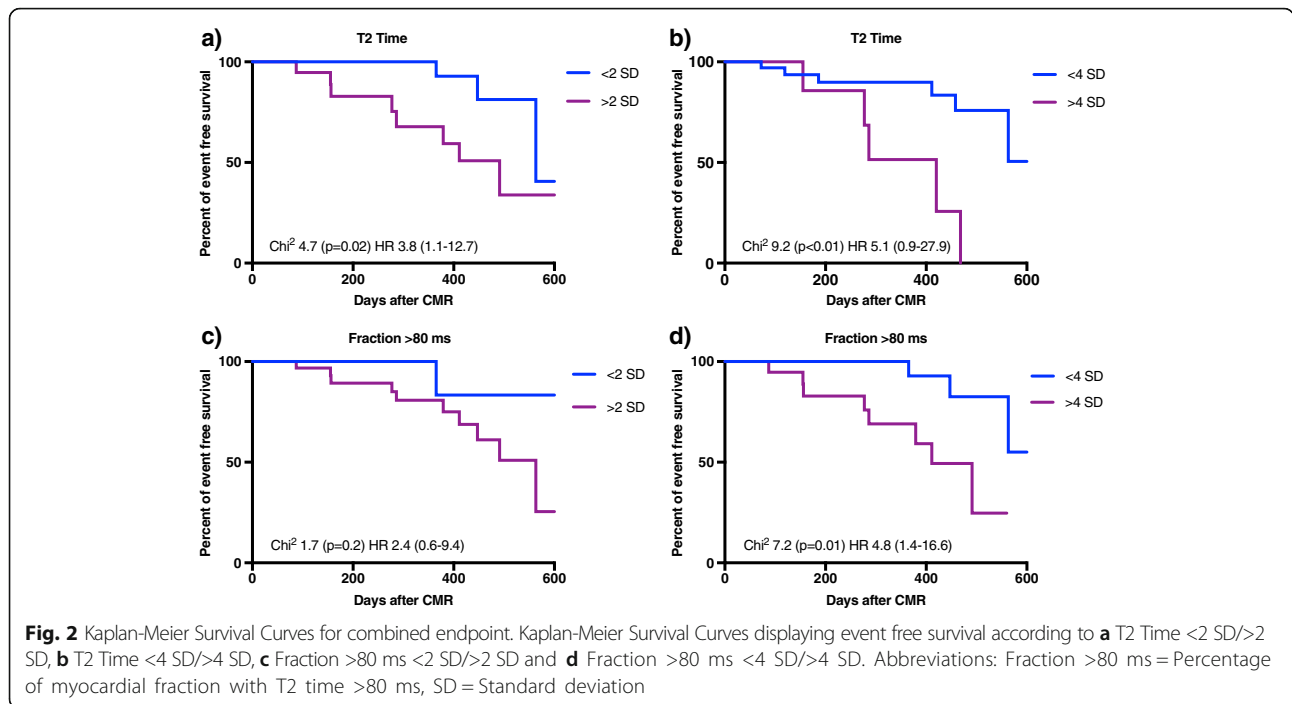 a)
T2 Time
Percent of event free survival
100
50
0
<2 SD
>2 SD
Chi² 4.7 (p=0.02) HR 3.8 (1.1-12.7)
0 200 400 600
Days after CMR
b)
T2 Time
Percent of event free survival
100
50
0
<4 SD
>4 SD
Chi² 9.2 (p<0.01) HR 5.1 (0.9-27.9)
0 200 400 600
Days after CMR
c)
Fraction >80 ms
Percent of event free survival
100
50
0
<2 SD
>2 SD
Chi² 1.7 (p=0.2) HR 2.4 (0.6-9.4)
0 200 400 600
Days after CMR
d)
Fraction >80 ms
Percent of event free survival
100
50
0
<4 SD
>4 SD
Chi² 7.2 (p=0.01) HR 4.8 (1.4-16.6)
0 200 400 600
Days after CMR
Fig. 2 Kaplan-Meier Survival Curves for combined endpoint. Kaplan-Meier Survival Curves displaying event free survival according to a T2 Time <2 SD/>2
SD, b T2 Time <4 SD/>4 SD, c Fraction >80 ms <2 SD/>2 SD and d Fraction >80 ms <4 SD/>4 SD. Abbreviations: Fraction >80 ms = Percentage
of myocardial fraction with T2 time >80 ms, SD = Standard deviation